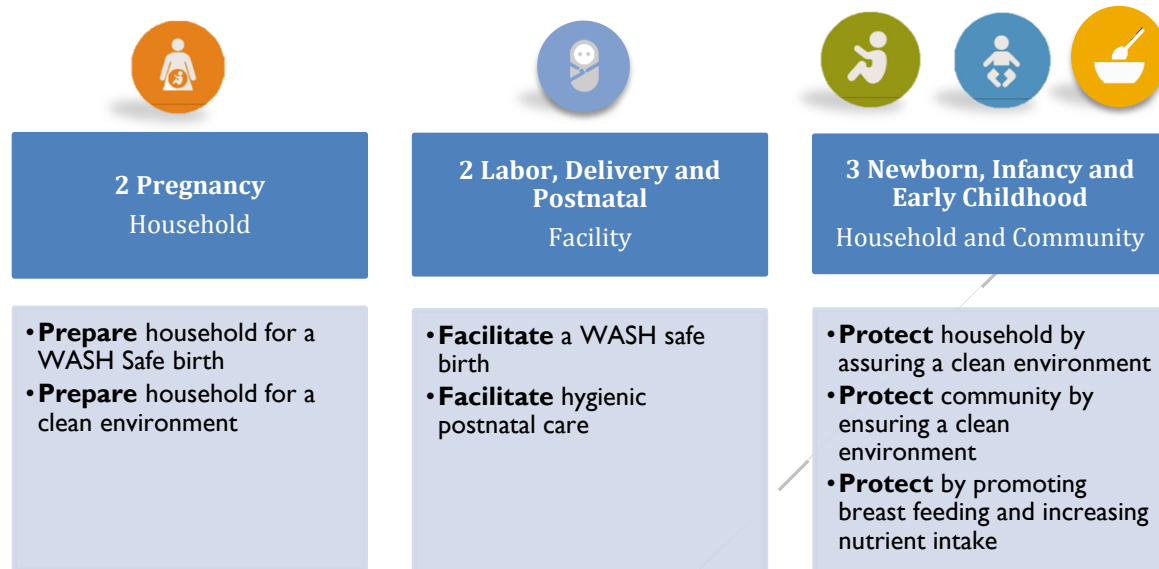 2 Pregnancy
Household
•Prepare household for a
WASH Safe birth
•Prepare household for a
clean environment
2 Labor, Delivery and
Postnatal
Facility
•Facilitate a WASH safe
birth
•Facilitate hygienic
postnatal care
3 Newborn, Infancy and
Early Childhood
Household and Community
•Protect household by
assuring a clean environment
•Protect community by
ensuring a clean
environment
•Protect by promoting
breast feeding and increasing
nutrient intake